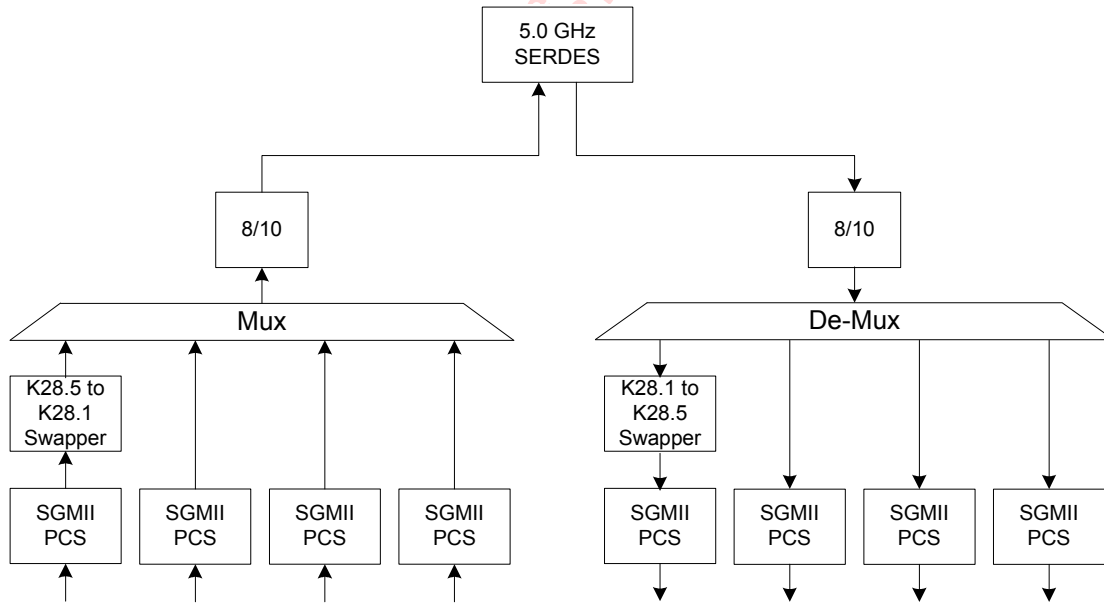 5.0 GHz
SERDES
8/10
8/10
Mux
De-Mux
K28.5 to
K28.1
Swapper
K28.1 to
K28.5
Swapper
SGMII
PCS
SGMII
PCS
SGMII
PCS
SGMII
PCS
SGMII
PCS
SGMII
PCS
SGMII
PCS
SGMII
PCS